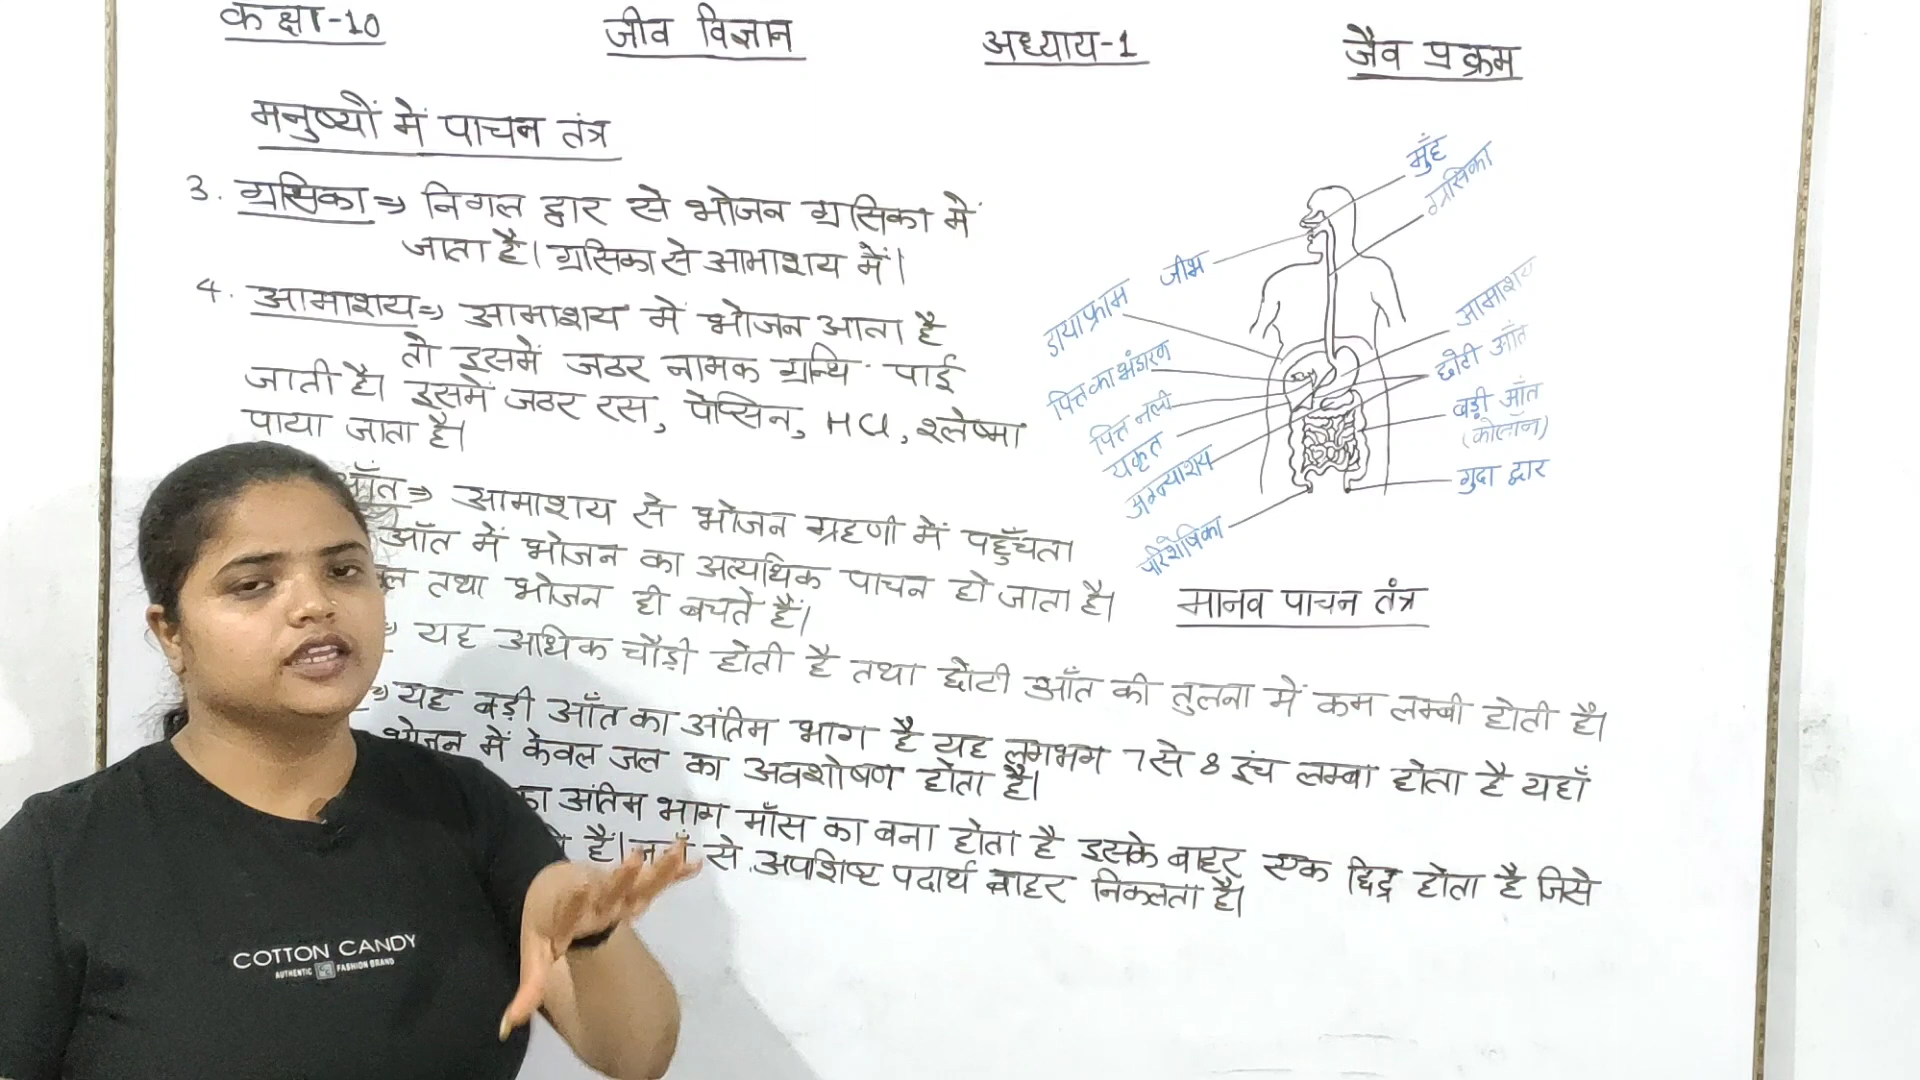 कक्षा-10 जीव विज्ञान अध्याय-1 जैव प्रक्रम
मनुष्यों में पाचन तंत्र
3. ग्रसिका ⇒ निगल द्वार से भोजन ग्रसिका में
जाता है। ग्रसिका से आमाशय में।
4. आमाशय ⇒ आमाशय में भोजन आता है
तो इसमें जठर नामक ग्रन्थि पाई
जाती है। इसमें जठर रस, पेप्सिन, HCl, श्लेष्मा
पाया जाता है।
आँत ⇒ आमाशय से भोजन ग्रहणी में पहुँचता
आँत में भोजन का अत्यधिक पाचन हो जाता है।
तथा भोजन ही बचते हैं।
⇒ यह अधिक चौड़ी होती है तथा छोटी आँत की तुलना में कम लम्बी होती है।
⇒ यह बड़ी आँत का अंतिम भाग है यह लगभग 7 से 8 इंच लम्बा होता है यहाँ
भोजन में केवल जल का अवशोषण होता है।
का अंतिम भाग माँस का बना होता है इसके बाहर एक छिद्र होता है जिसे
हैं। जहाँ से अपशिष्ट पदार्थ बाहर निकलता है।
मुँह
ग्रसिका
जीभ
डायाफ्राम
आमाशय
पित्त का भंडारण
छोटी आँत
पित्त नली
बड़ी आँत
(कोलॉन)
यकृत
अग्न्याशय
गुदा द्वार
परिशेषिका
मानव पाचन तंत्र
COTTON CANDY
AUTHENTIC FASHION BRAND